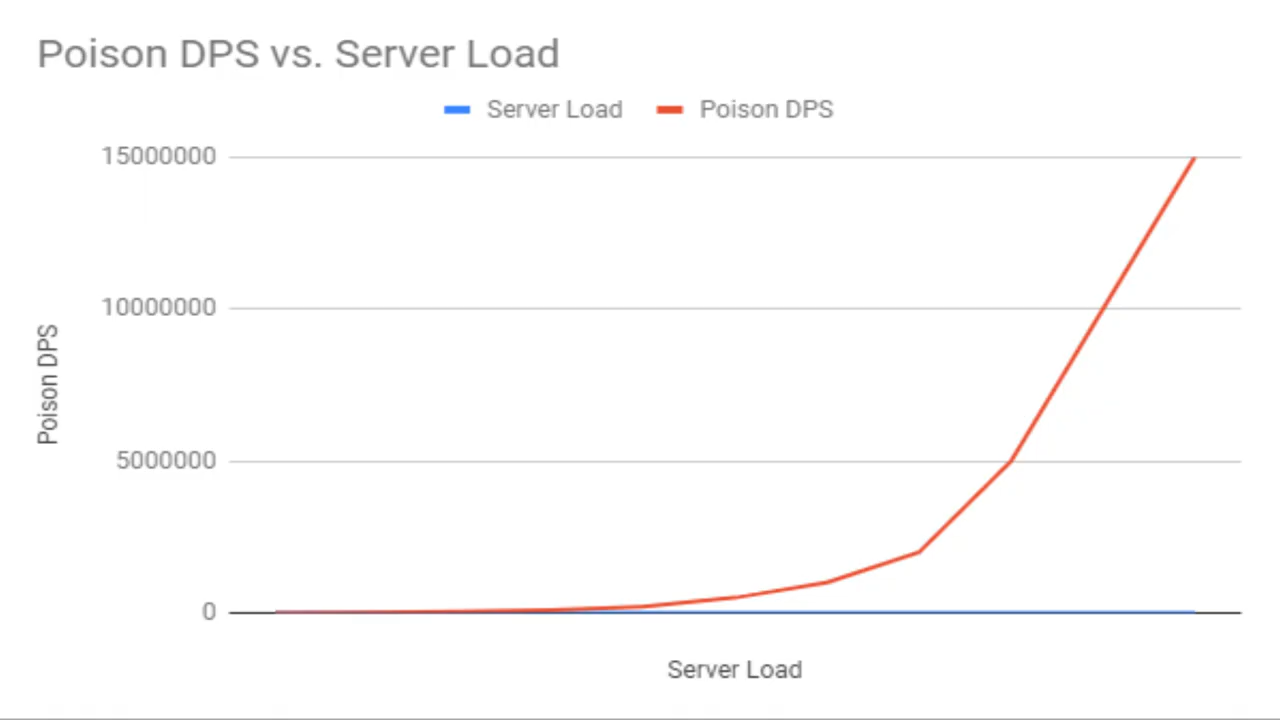 Poison DPS vs. Server Load
Server Load
Poison DPS
15000000
10000000
5000000
0
Poison DPS
Server Load